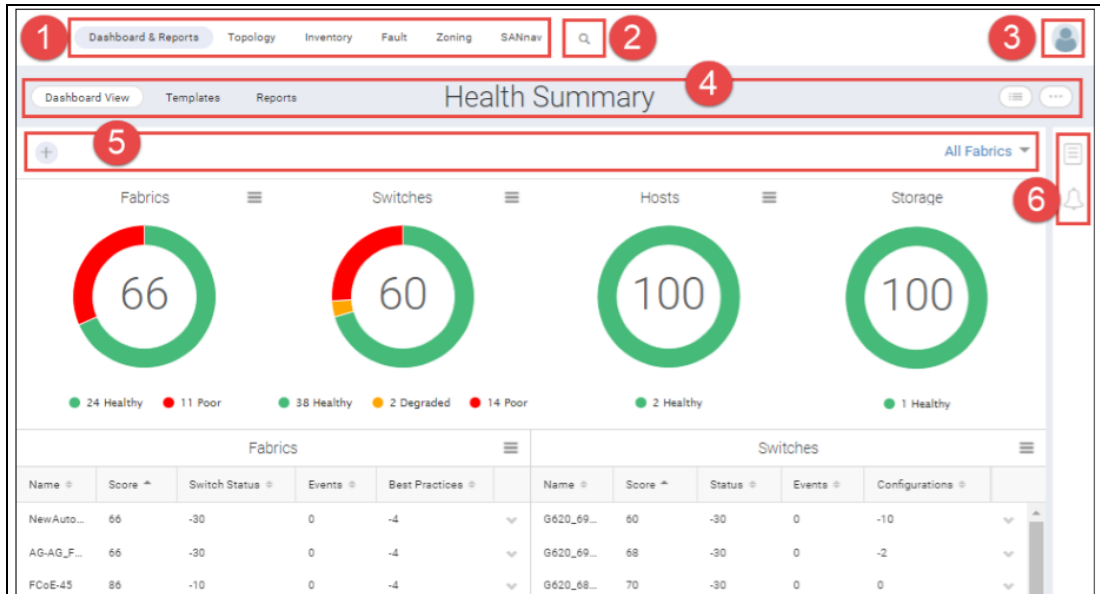 1 Dashboard & Reports Topology Inventory Fault Zoning SANnav 2 3
Dashboard View Templates Reports Health Summary 4
5 All Fabrics
6
Fabrics Switches Hosts Storage
66 60 100 100
24 Healthy 11 Poor 38 Healthy 2 Degraded 14 Poor 2 Healthy 1 Healthy
Fabrics Switches
Name Score Switch Status Events Best Practices Name Score Status Events Configurations
NewAuto... 66 -30 0 -4 G620_69... 60 -30 0 -10
AG-AG_F... 66 -30 0 -4 G620_69... 68 -30 0 -2
FCoE-45 86 -10 0 -4 G620_68... 70 -30 0 0